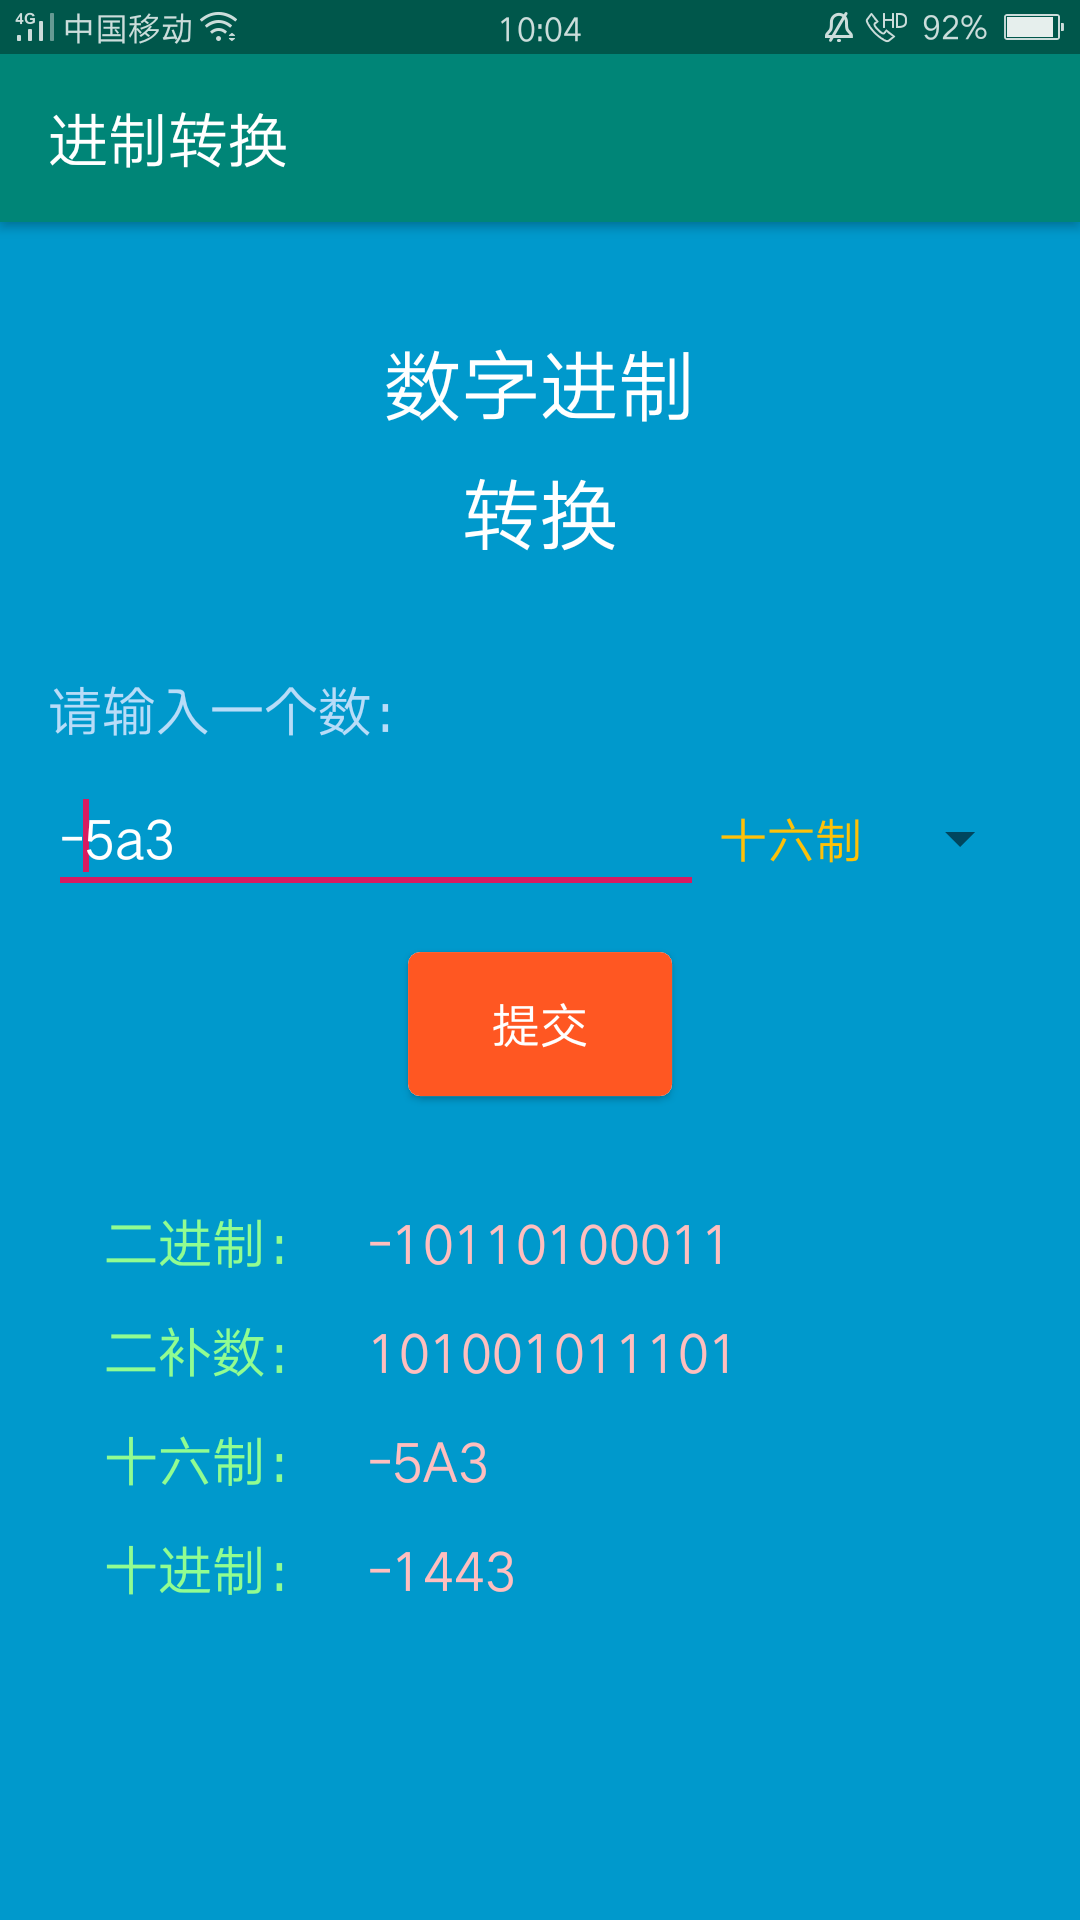 4G 中国移动 10:04 HD 92%
进制转换
数字进制
转换
请输入一个数:
-5a3 十六制
提交
二进制: -10110100011
二补数: 101001011101
十六制: -5A3
十进制: -1443